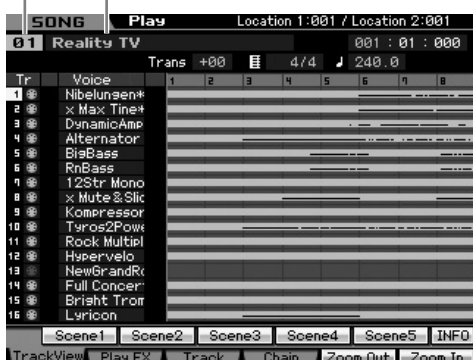 SONG Play Location 1:001 / Location 2:001
01 Reality TV 001 : 01 : 000
Trans +00 4/4 240.0
Tr Voice 1 2 3 4 5 6 7 8
1 Nibelungen*
2 x Max Tine*
3 DynamicAmp
4 Alternator
5 BigBass
6 RnBass
7 12Str Mono
8 x Mute&Slic
9 Kompressor
10 Tyros2Powe
11 Rock Multipl
12 Hypervelo
13 NewGrandRo
14 Full Concer
15 Bright Trom
16 Lyricon
Scene1 Scene2 Scene3 Scene4 Scene5 INFO
TrackView Play FX Track Chain Zoom Out Zoom In